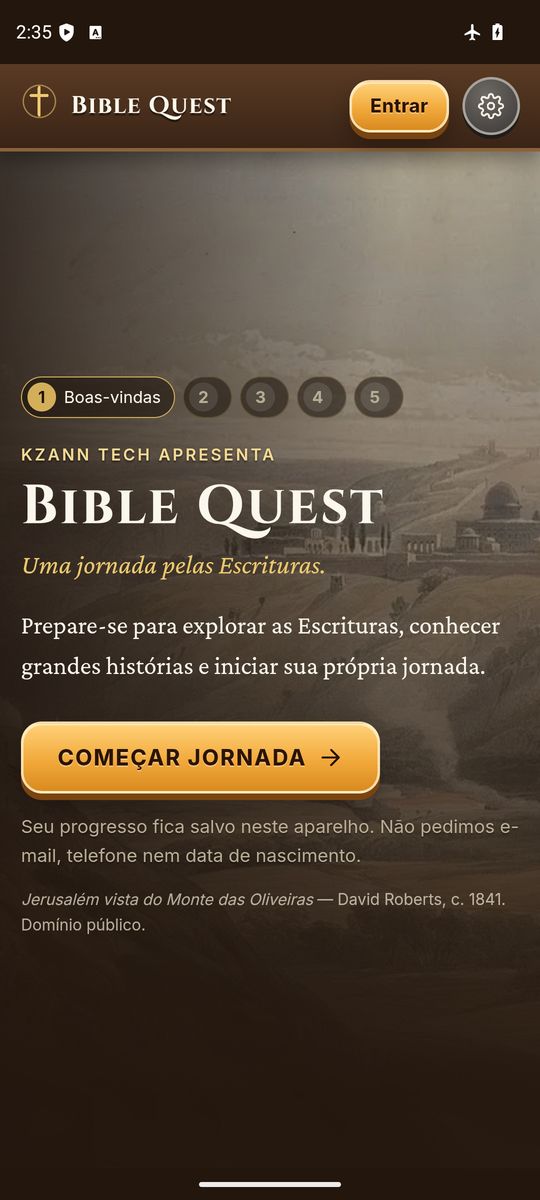 2:35
BIBLE QUEST
Entrar
1 Boas-vindas 2 3 4 5
KZANN TECH APRESENTA
BIBLE QUEST
Uma jornada pelas Escrituras.
Prepare-se para explorar as Escrituras, conhecer
grandes histórias e iniciar sua própria jornada.
COMEÇAR JORNADA →
Seu progresso fica salvo neste aparelho. Não pedimos e-
mail, telefone nem data de nascimento.
Jerusalém vista do Monte das Oliveiras — David Roberts, c. 1841.
Domínio público.